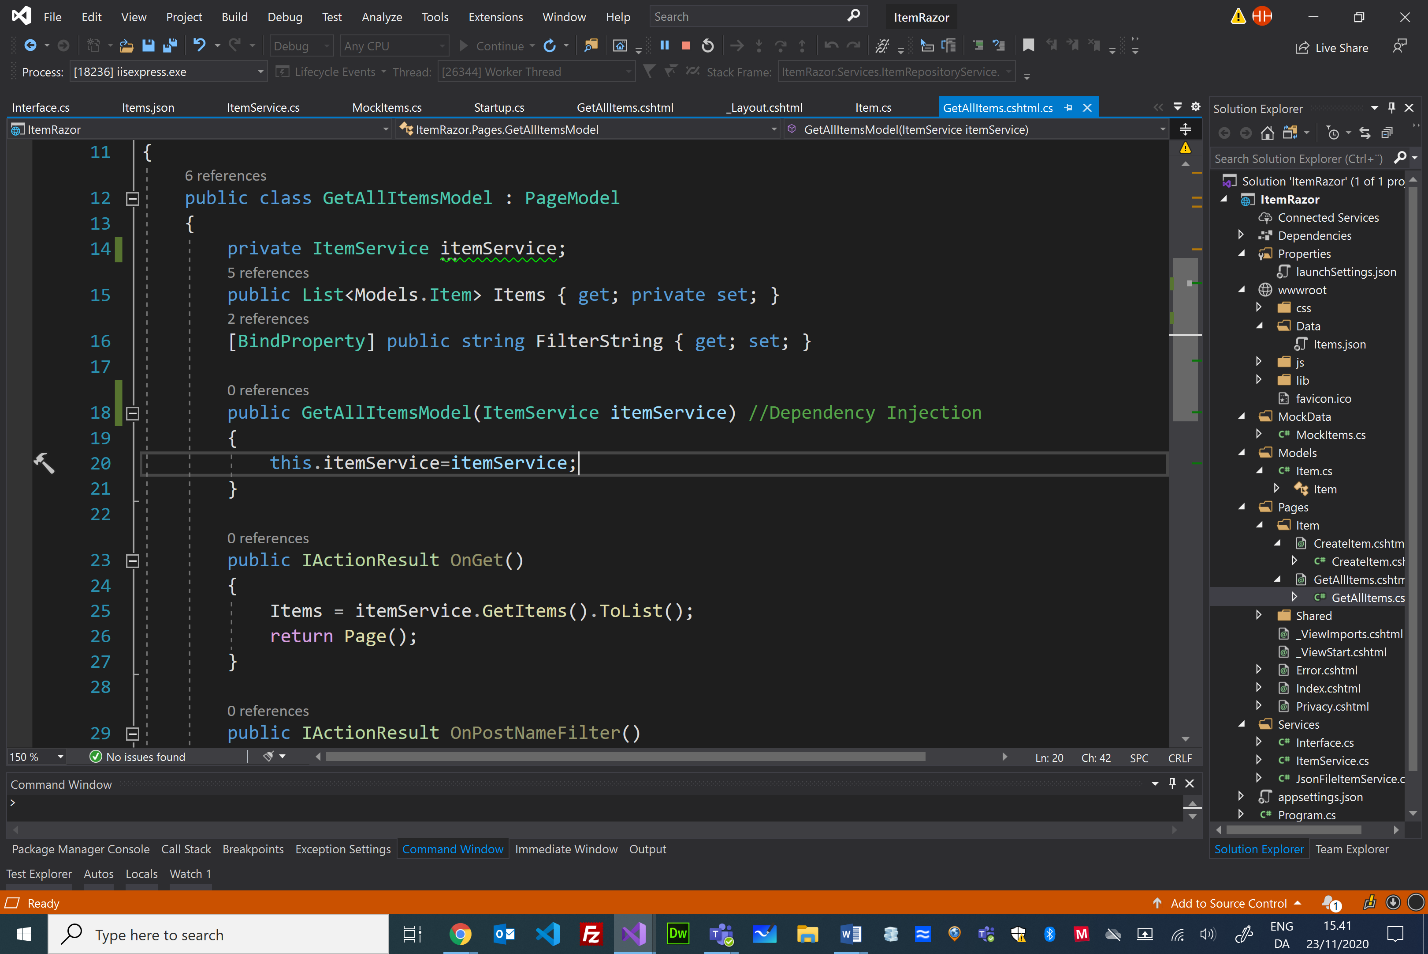 File Edit View Project Build Debug Test Analyze Tools Extensions Window Help Search ItemRazor HH
Debug Any CPU Continue Live Share
Process: [18236] iisexpress.exe Lifecycle Events Thread: [26344] Worker Thread Stack Frame: ItemRazor.Services.ItemRepositoryService.
Interface.cs Items.json ItemService.cs MockItems.cs Startup.cs GetAllItems.cshtml _Layout.cshtml Item.cs GetAllItems.cshtml.cs
ItemRazor ItemRazor.Pages.GetAllItemsModel GetAllItemsModel(ItemService itemService)
11 {
6 references
12 public class GetAllItemsModel : PageModel
13 {
14 private ItemService itemService;
5 references
15 public List<Models.Item> Items { get; private set; }
2 references
16 [BindProperty] public string FilterString { get; set; }
17
0 references
18 public GetAllItemsModel(ItemService itemService) //Dependency Injection
19 {
20 this.itemService=itemService;
21 }
22
0 references
23 public IActionResult OnGet()
24 {
25 Items = itemService.GetItems().ToList();
26 return Page();
27 }
28
0 references
29 public IActionResult OnPostNameFilter()
150 % No issues found Ln: 20 Ch: 42 SPC CRLF
Solution Explorer
Search Solution Explorer (Ctrl+¨)
Solution 'ItemRazor' (1 of 1 pro
ItemRazor
Connected Services
Dependencies
Properties
launchSettings.json
wwwroot
css
Data
Items.json
js
lib
favicon.ico
MockData
C# MockItems.cs
Models
C# Item.cs
Item
Pages
Item
CreateItem.cshtm
C# CreateItem.csh
GetAllItems.cshtm
C# GetAllItems.cs
Shared
_ViewImports.cshtml
_ViewStart.cshtml
Error.cshtml
Index.cshtml
Privacy.cshtml
Services
C# Interface.cs
C# ItemService.cs
C# JsonFileItemService.c
appsettings.json
C# Program.cs
Solution Explorer Team Explorer
Command Window
>
Package Manager Console Call Stack Breakpoints Exception Settings Command Window Immediate Window Output
Test Explorer Autos Locals Watch 1
Ready Add to Source Control 1
Type here to search Fz Dw M ENG 15.41
DA 23/11/2020